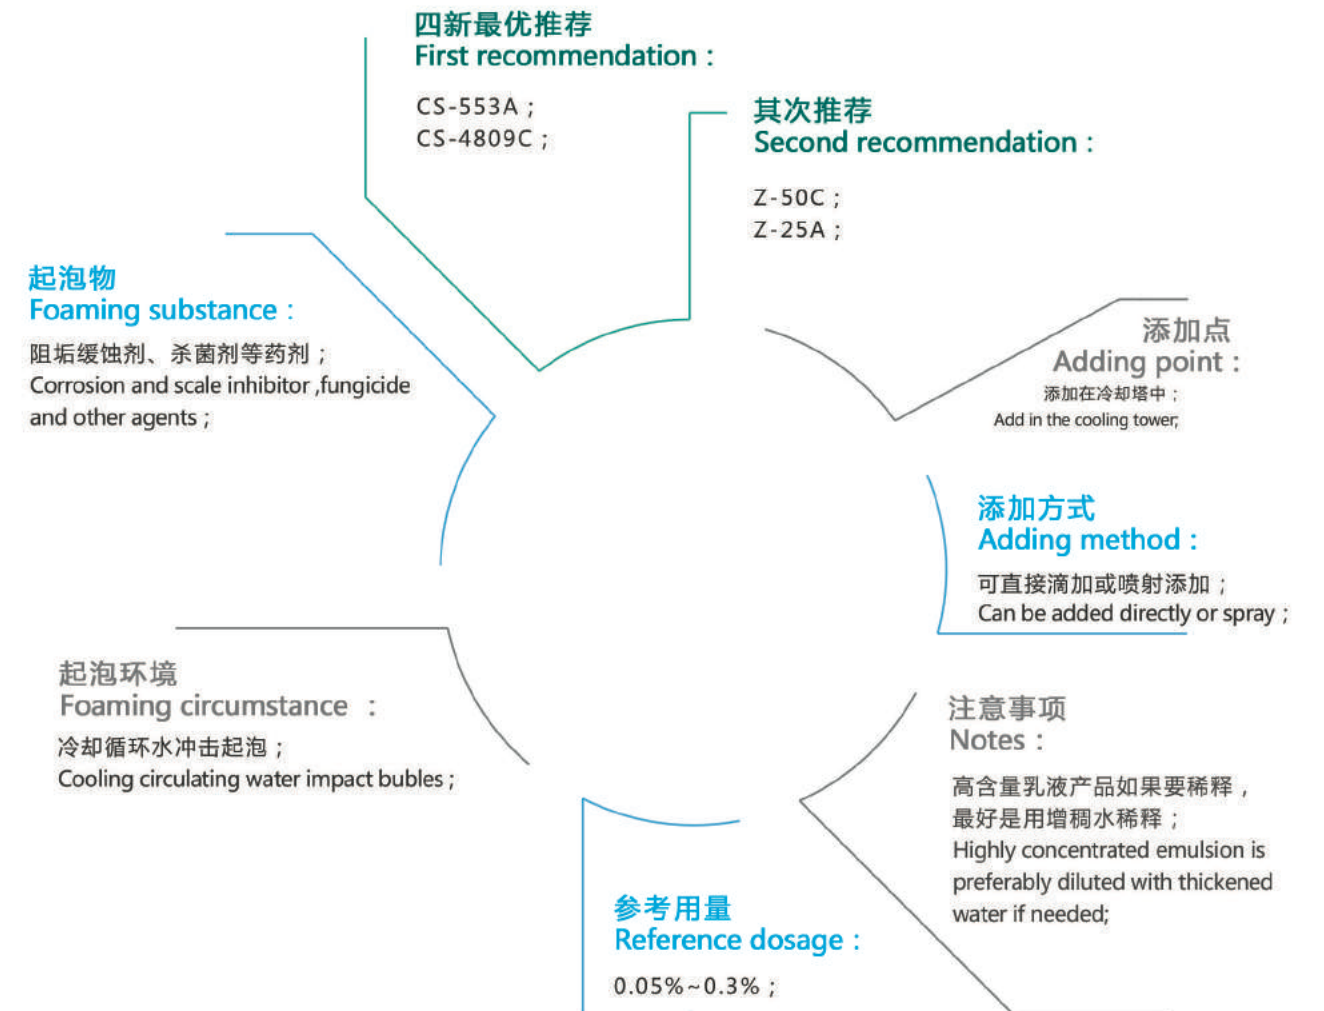 四新最优推荐
First recommendation :
CS-553A ;
CS-4809C ;
其次推荐
Second recommendation :
Z-50C ;
Z-25A ;
起泡物
Foaming substance :
阻垢缓蚀剂、杀菌剂等药剂 ;
Corrosion and scale inhibitor ,fungicide
and other agents ;
添加点
Adding point :
添加在冷却塔中 ;
Add in the cooling tower;
添加方式
Adding method :
可直接滴加或喷射添加 ;
Can be added directly or spray ;
起泡环境
Foaming circumstance :
冷却循环水冲击起泡 ;
Cooling circulating water impact bubles ;
注意事项
Notes :
高含量乳液产品如果要稀释 ,
最好是用增稠水稀释 ;
Highly concentrated emulsion is
preferably diluted with thickened
water if needed;
参考用量
Reference dosage :
0.05%~0.3% ;